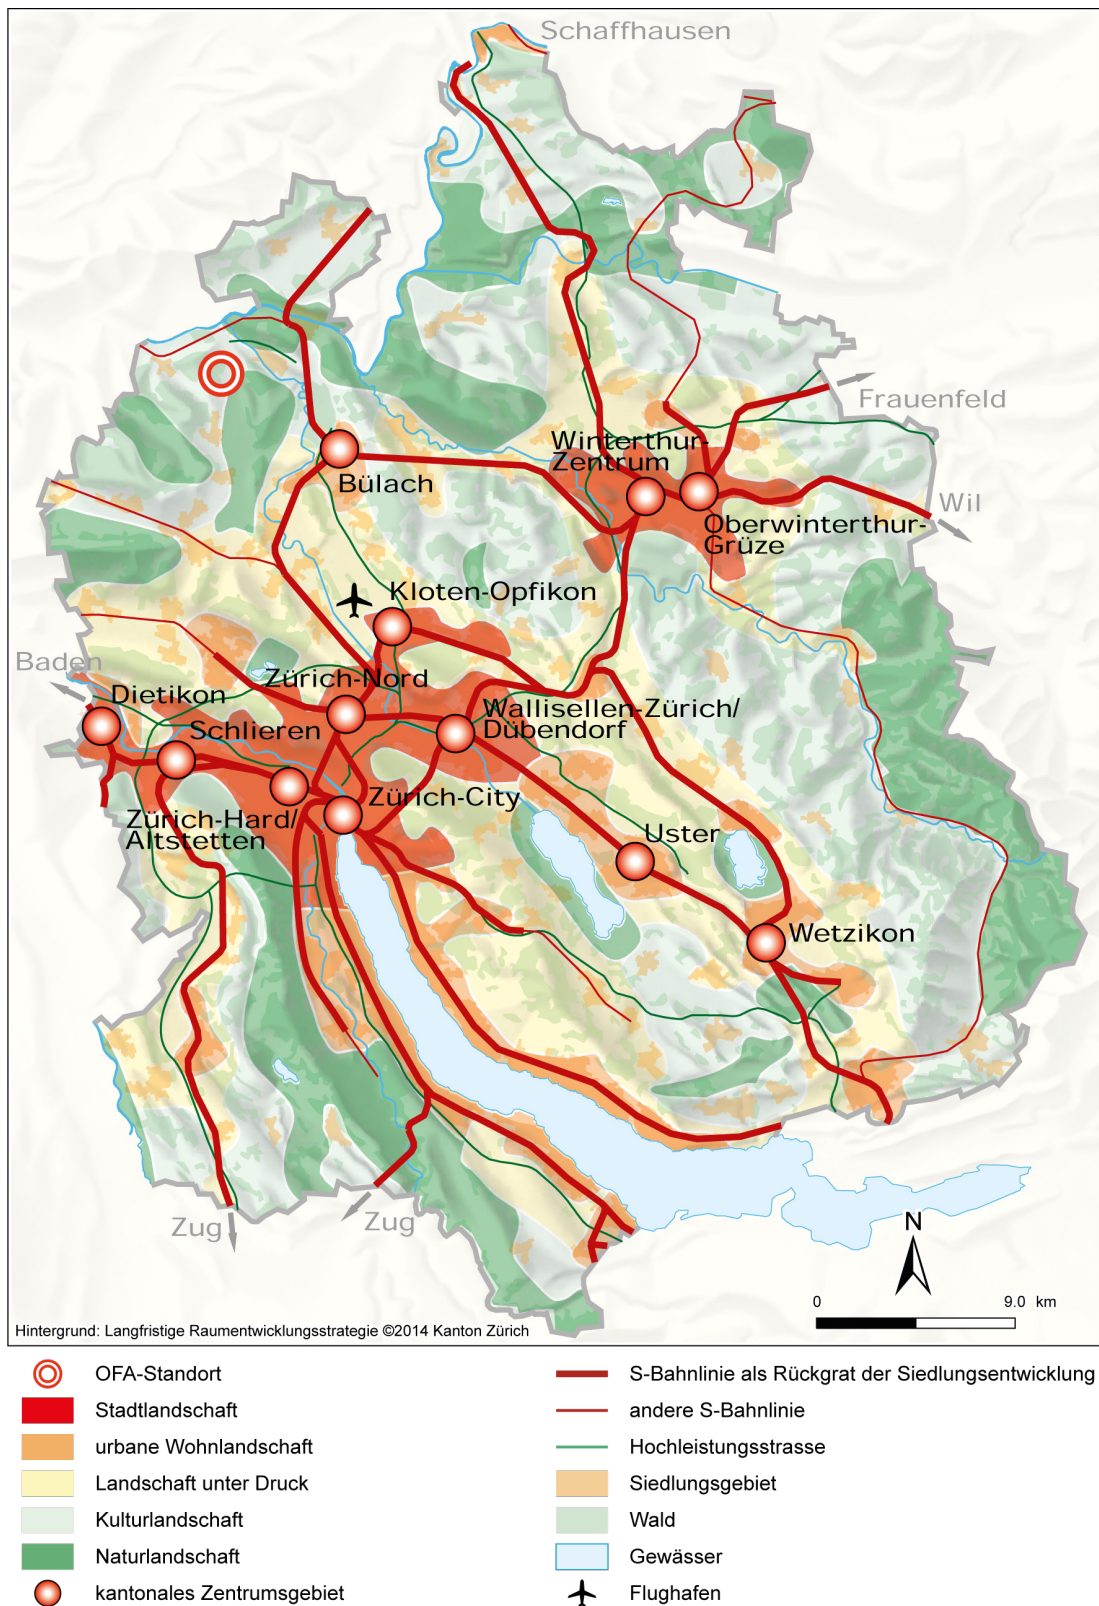 Schaffhausen
Frauenfeld
Winterthur-
Zentrum
Bülach
Wil
Oberwinterthur-
Grüze
Kloten-Opfikon
Baden
Zürich-Nord
Dietikon
Wallisellen-Zürich/
Dübendorf
Schlieren
Zürich-City
Zürich-Hard/
Altstetten
Uster
Wetzikon
Zug
Zug
N
0 9.0 km
Hintergrund: Langfristige Raumentwicklungsstrategie ©2014 Kanton Zürich
OFA-Standort
Stadtlandschaft
urbane Wohnlandschaft
Landschaft unter Druck
Kulturlandschaft
Naturlandschaft
kantonales Zentrumsgebiet
S-Bahnlinie als Rückgrat der Siedlungsentwicklung
andere S-Bahnlinie
Hochleistungsstrasse
Siedlungsgebiet
Wald
Gewässer
Flughafen